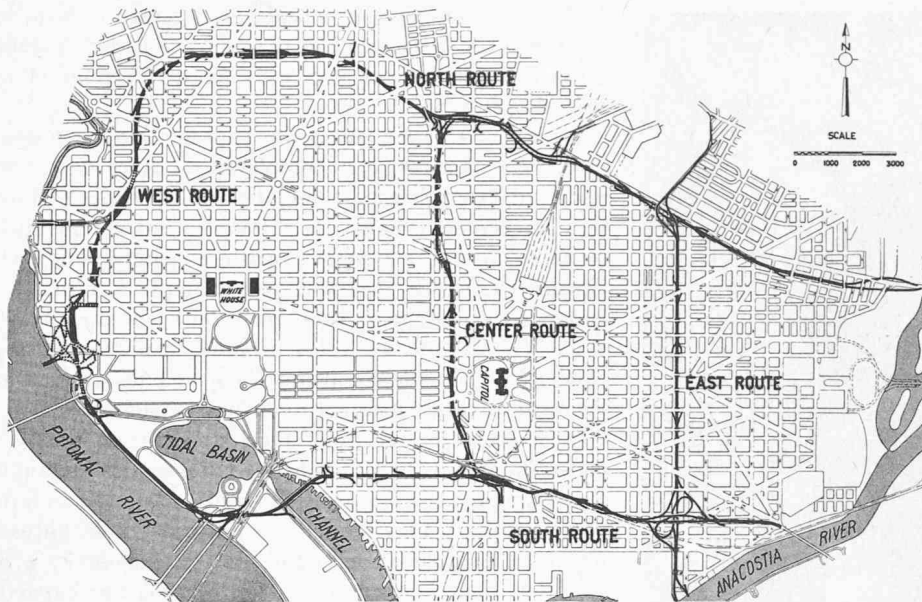 N
NORTH ROUTE
SCALE
0 1000 2000 3000
WEST ROUTE
WHITE
HOUSE
CENTER ROUTE
CAPITOL
EAST ROUTE
TIDAL BASIN
POTOMAC
RIVER
CHANNEL
SOUTH ROUTE
ANACOSTIA RIVER